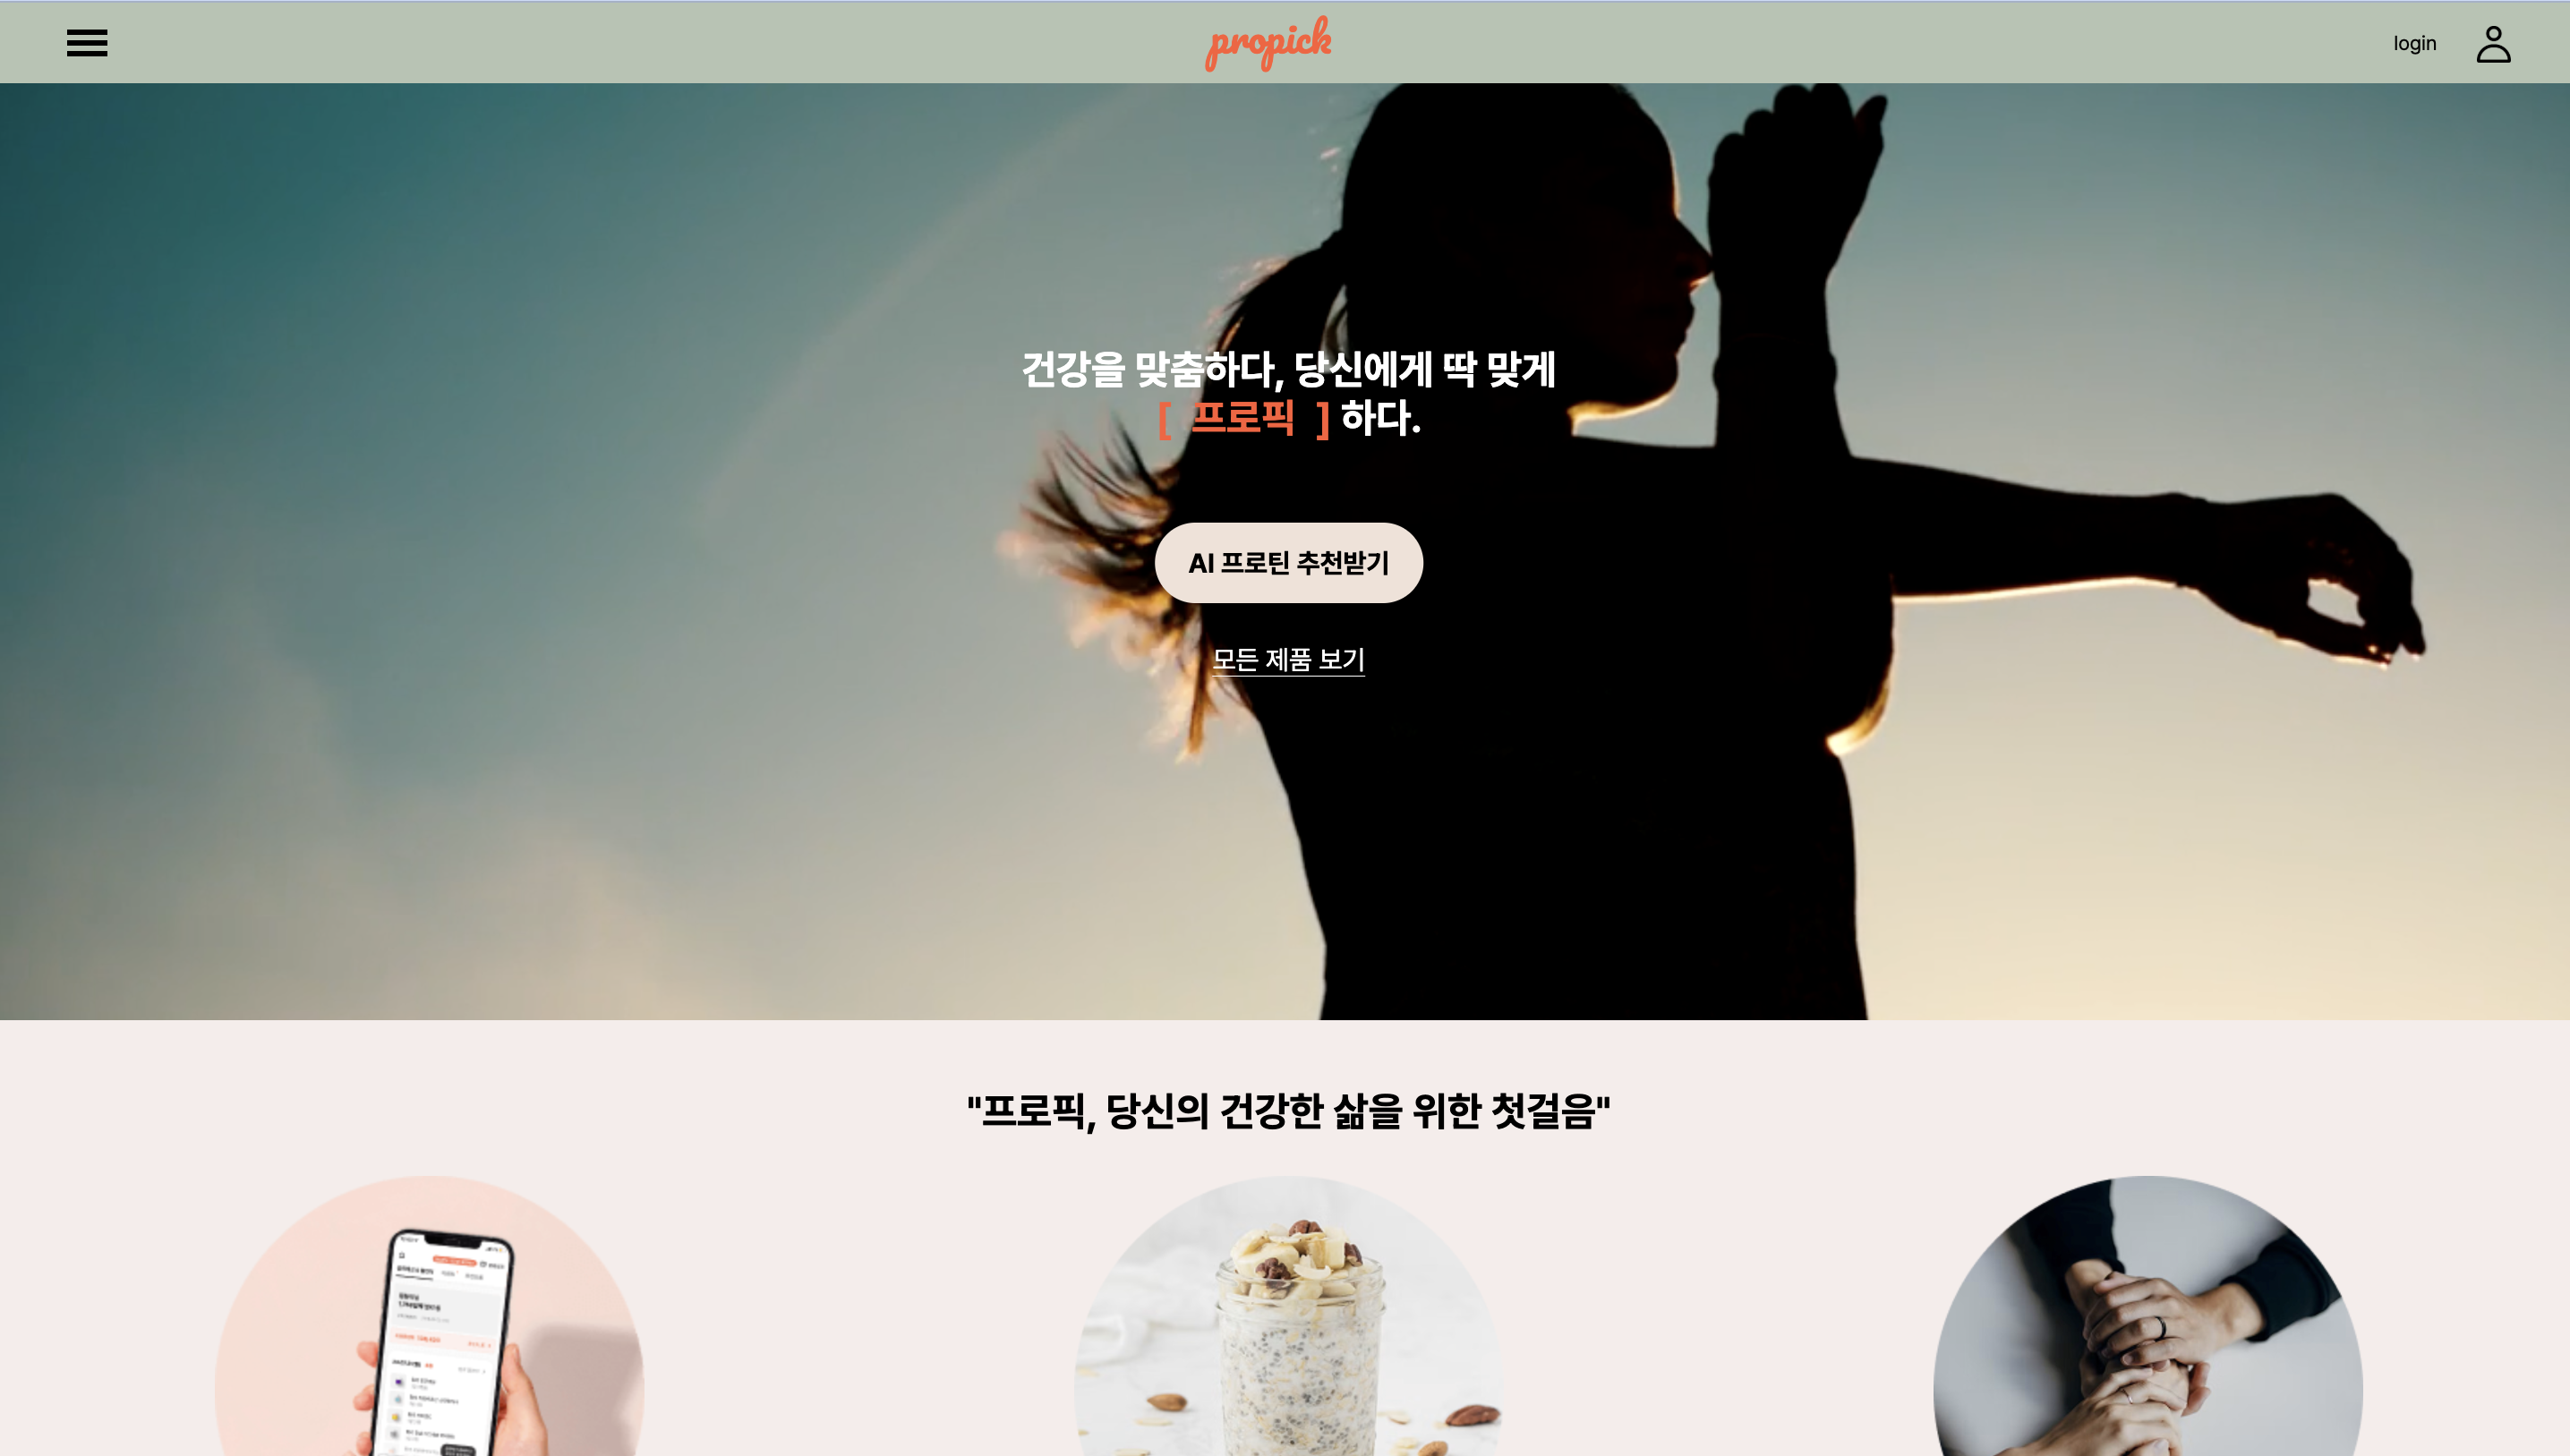 propick
login
건강을 맞춤하다, 당신에게 딱 맞게
[ 프로픽 ] 하다.
AI 프로틴 추천받기
모든 제품 보기
"프로픽, 당신의 건강한 삶을 위한 첫걸음"